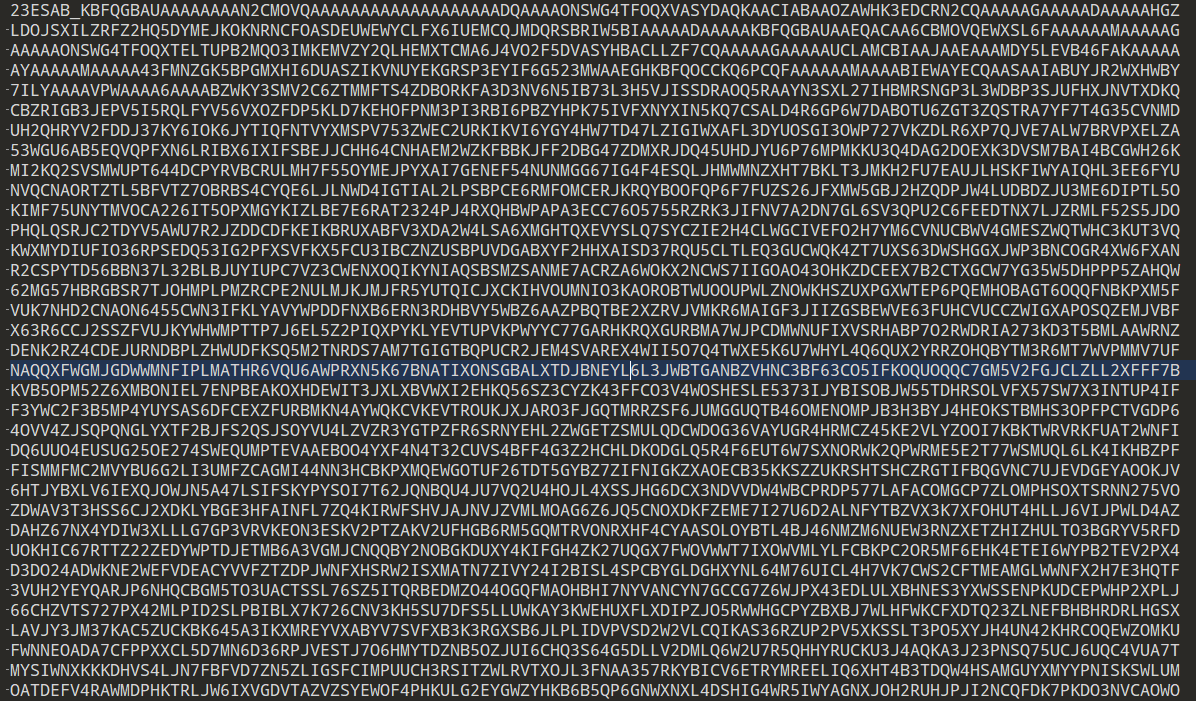 23ESAB_KBFQGBAUAAAAAAAAN2CMOVQAAAAAAAAAAAAAAAAAAADQAAAAONSWG4TFOQXVASYDAQKAACIABAAOZAWHK3EDCRN2CQAAAAAGAAAAADAAAAAHGZ
-LDOJSXILZRFZ2HQ5DYMEJKOKNRNCFOASDEUWEWYCLFX6IUEMCQJMDQRSBRIW5BIAAAAADAAAAAKBFQGBAUAAEQACAA6CBMOVQEWXSL6FAAAAAAMAAAAAG
-AAAAAONSWG4TFOQXTELTUPB2MQO3IMKEMVZY2QLHEMXTCMA6J4VO2F5DVASYHBACLLZF7CQAAAAAGAAAAAUCLAMCBIAAJAAEAAAMDY5LEVB46FAKAAAAA
-AYAAAAAMAAAAA43FMNZGK5BPGMXHI6DUASZIKVNUYEKGRSP3EYIF6G523MWAAEGHKBFQOCCKQ6PCQFAAAAAAMAAAABIEWAYECQAASAAIABUYJR2WXHWBY
-7ILYAAAAVPWAAAA6AAAABZWKY3SMV2C6ZTMMFTS4ZDBORKFA3D3NV6N5IB73L3H5VJISSDRAOQ5RAAYN3SXL27IHBMRSNGP3L3WDBP3SJUFHXJNVTXDKQ
-CBZRIGB3JEPV5I5RQLFYV56VXOZFDP5KLD7KEHOFPNM3PI3RBI6PBZYHPK75IVFXNYXIN5KQ7CSALD4R6GP6W7DABOTU6ZGT3ZQSTRA7YF7T4G35CVNMD
-UH2QHRYV2FDDJ37KY6IOK6JYTIQFNTVYXMSPV753ZWEC2URKIKVI6YGY4HW7TD47LZIGIWXAFL3DYUOSGI3OWP727VKZDLR6XP7QJVE7ALW7BRVPXELZA
-53WGU6AB5EQVQPFXN6LRIBX6IXIFSBEJJCHH64CNHAEM2WZKFBBKJFF2DBG47ZDMXRJDQ45UHDJYU6P76MPMKKU3Q4DAG2DOEXK3DVSM7BAI4BCGWH26K
-MI2KQ2SVSMWUPT644DCPYRVBCRULMH7F55OYMEJPYXAI7GENEF54NUNMGG67IG4F4ESQLJHMWMNZXHT7BKLT3JMKH2FU7EAUJLHSKFIWYAIQHL3EE6FYU
-NVQCNAORTZTL5BFVTZ7OBRBS4CYQE6LJLNWD4IGTIAL2LPSBPCE6RMFOMCERJKRQYBOOFQP6F7FUZS26JFXMW5GBJ2HZQDPJW4LUDBDZJU3ME6DIPTL5O
-KIMF75UNYTMVOCA226IT5OPXMGYKIZLBE7E6RAT2324PJ4RXQHBWPAPA3ECC76O5755RZRK3JIFNV7A2DN7GL6SV3QPU2C6FEEDTNX7LJZRMLF52S5JDO
-PHQLQSRJC2TDYV5AWU7R2JZDDCDFKEIKBRUXABFV3XDA2W4LSA6XMGHTQXEVYSLQ7SYCZIE2H4CLWGCIVEFO2H7YM6CVNUCBWV4GMESZWQTWHC3KUT3VQ
-KWXMYDIUFIO36RPSEDQ53IG2PFXSVFKX5FCU3IBCZNZUSBPUVDGABXYF2HHXAISD37RQU5CLTLEQ3GUCWQK4ZT7UXS63DWSHGGXJWP3BNCOGR4XW6FXAN
-R2CSPYTD56BBN37L32BLBJUYIUPC7VZ3CWENXOQIKYNIAQSBSMZSANME7ACRZA6WOKX2NCWS7IIGOAO43OHKZDCEEX7B2CTXGCW7YG35W5DHPPP5ZAHQW
-62MG57HBRGBSR7TJOHMPLPMZRCPE2NULMJKJMJFR5YUTQICJXCKIHVOUMNIO3KAOROBTWUOOUPWLZNOWKHSZUXPGXWTEP6PQEMHOBAGT6OQQFNBKPXM5F
-VUK7NHD2CNAON6455CWN3IFKLYAVYWPDDFNXB6ERN3RDHBVY5WBZ6AAZPBQTBE2XZRVJVMKR6MAIGF3JIIZGSBEWVE63FUHCVUCCZWIGXAPOSQZEMJVBF
-X63R6CCJ2SSZFVUJKYWHWMPTTP7J6EL5Z2PIQXPYKLYEVTUPVKPWYYC77GARHKRQXGURBMA7WJPCDMWNUFIXVSRHABP7O2RWDRIA273KD3T5BMLAAWRNZ
-DENK2RZ4CDEJURNDBPLZHWUDFKSQ5M2TNRDS7AM7TGIGTBQPUCR2JEM4SVAREX4WII5O7Q4TWXE5K6U7WHYL4Q6QUX2YRRZOHQBYTM3R6MT7WVPMMV7UF
-NAQQXFWGMJGDWWMNFIPLMATHR6VQU6AWPRXN5K67BNATIXONSGBALXTDJBNEYL6L3JWBTGANBZVHNC3BF63CO5IFKOQUOQQC7GM5V2FGJCLZLL2XFFF7B
-KVB5OPM52Z6XMBONIEL7ENPBEAKOXHDEWIT3JXLXBVWXI2EHKQ56SZ3CYZK43FFCO3V4WOSHESLE5373IJYBISOBJW55TDHRSOLVFX57SW7X3INTUP4IF
-F3YWC2F3B5MP4YUYSAS6DFCEXZFURBMKN4AYWQKCVKEVTROUKJXJARO3FJGQTMRRZSF6JUMGGUQTB46OMENOMPJB3H3BYJ4HEOKSTBMHS3OPFPCTVGDP6
-4OVV4ZJSQPQNGLYXTF2BJFS2QSJSOYVU4LZVZR3YGTPZFR6SRNYEHL2ZWGETZSMULQDCWDOG36VAYUGR4HRMCZ45KE2VLYZOOI7KBKTWRVRKFUAT2WNFI
-DQ6UUO4EUSUG25OE274SWEQUMPTEVAAEBOO4YXF4N4T32CUVS4BFF4G3Z2HCHLDKODGLQ5R4F6EUT6W7SXNORWK2QPWRME5E2T77WSMUQL6LK4IKHBZPF
-FISMMFMC2MVYBU6G2LI3UMFZCAGMI44NN3HCBKPXMQEWGOTUF26TDT5GYBZ7ZIFNIGKZXAOECB35KKSZZUKRSHTSHCZRGTIFBQGVNC7UJEVDGEYAOOKJV
-6HTJYBXLV6IEXQJOWJN5A47LSIFSKYPYSOI7T62JQNBQU4JU7VQ2U4HOJL4XSSJHG6DCX3NDVVDW4WBCPRDP577LAFACOMGCP7ZLOMPHSOXTSRNN275VO
-ZDWAV3T3HSS6CJ2XDKLYBGE3HFAINFL7ZQ4KIRWFSHVJAJNVJZVMLMOAG6Z6JQ5CNOXDKFZEME7I27U6D2ALNFYTBZVX3K7XFOHUT4HLLJ6VIJPWLD4AZ
-DAHZ67NX4YDIW3XLLLG7GP3VRVKEON3ESKV2PTZAKV2UFHGB6RM5GQMTRVONRXHF4CYAASOLOYBTL4BJ46NMZM6NUEW3RNZXETZHIZHULTO3BGRYV5RFD
-UOKHIC67RTTZ22ZEDYWPTDJETMB6A3VGMJCNQQBY2NOBGKDUXY4KIFGH4ZK27UQGX7FWOVWWT7IXOWVMLYLFCBKPC2OR5MF6EHK4ETEI6WYPB2TEV2PX4
-D3DO24ADWKNE2WEFVDEACYVVFZTZDPJWNFXHSRW2ISXMATN7ZIVY24I2BISL4SPCBYGLDGHXYNL64M76UICL4H7VK7CWS2CFTMEAMGLWWNFX2H7E3HQTF
-3VUH2YEYQARJP6NHQCBGM5TO3UACTSSL76SZ5ITQRBEDMZO44OGQFMAOHBHI7NYVANCYN7GCCG7Z6WJPX43EDLULXBHNES3YXWSSENPKUDCEPWHP2XPLJ
-66CHZVTS727PX42MLPID2SLPBIBLX7K726CNV3KH5SU7DFS5LLUWKAY3KWEHUXFLXDIPZJO5RWWHGCPYZBXBJ7WLHFWKCFXDTQ23ZLNEFBHBHRDRLHGSX
-LAVJY3JM37KAC5ZUCKBK645A3IKXMREYVXABYV7SVFXB3K3RGXSB6JLPLIDVPVSD2W2VLCQIKAS36RZUP2PV5XKSSLT3PO5XYJH4UN42KHRCOQEWZOMKU
-FWNNEOADA7CFPPXXCL5D7MN6D36RPJVESTJ7O6HMYTDZNB5OZJUI6CHQ3S64G5DLLV2DMLQ6W2U7R5QHHYRUCKU3J4AQKA3J23PNSQ75UCJ6UQC4VUA7T
-MYSIWNXKKKDHVS4LJN7FBFVD7ZN5ZLIGSFCIMPUUCH3RSITZWLRVTXOJL3FNAA357RKYBICV6ETRYMREELIQ6XHT4B3TDQW4HSAMGUYXMYYPNISKSWLUM
-OATDEFV4RAWMDPHKTRLJW6IXVGDVTAZVZSYEWOF4PHKULG2EYGWZYHKB6B5QP6GNWXNXL4DSHIG4WR5IWYAGNXJOH2RUHJPJI2NCQFDK7PKDO3NVCAOWO